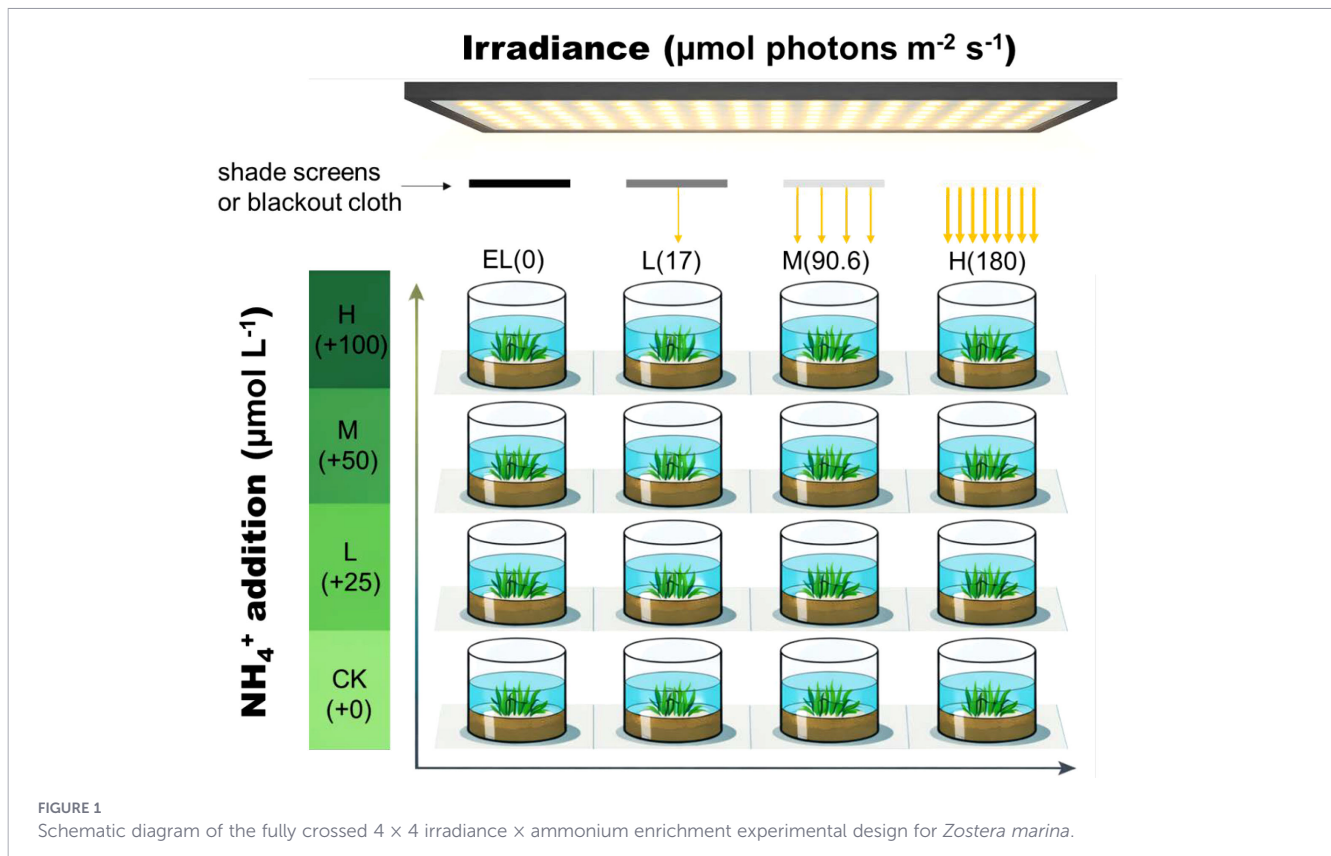 Irradiance (µmol photons m⁻² s⁻¹)
shade screens
or blackout cloth
EL(0) L(17) M(90.6) H(180)
NH₄⁺ addition (µmol L⁻¹)
H
(+100)
M
(+50)
L
(+25)
CK
(+0)
FIGURE 1
Schematic diagram of the fully crossed 4 × 4 irradiance × ammonium enrichment experimental design for Zostera marina.